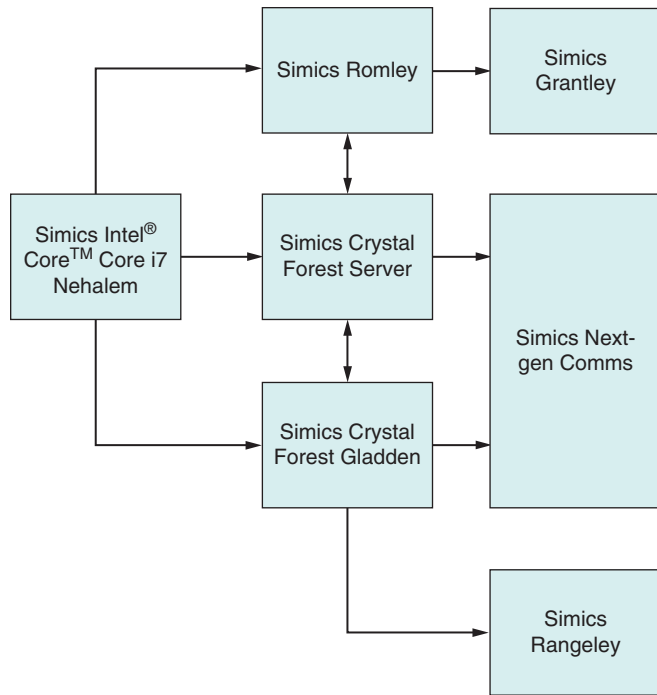 Simics Romley
Simics
Grantley
Simics Intel®
Core™ Core i7
Nehalem
Simics Crystal
Forest Server
Simics Next-
gen Comms
Simics Crystal
Forest Gladden
Simics
Rangeley